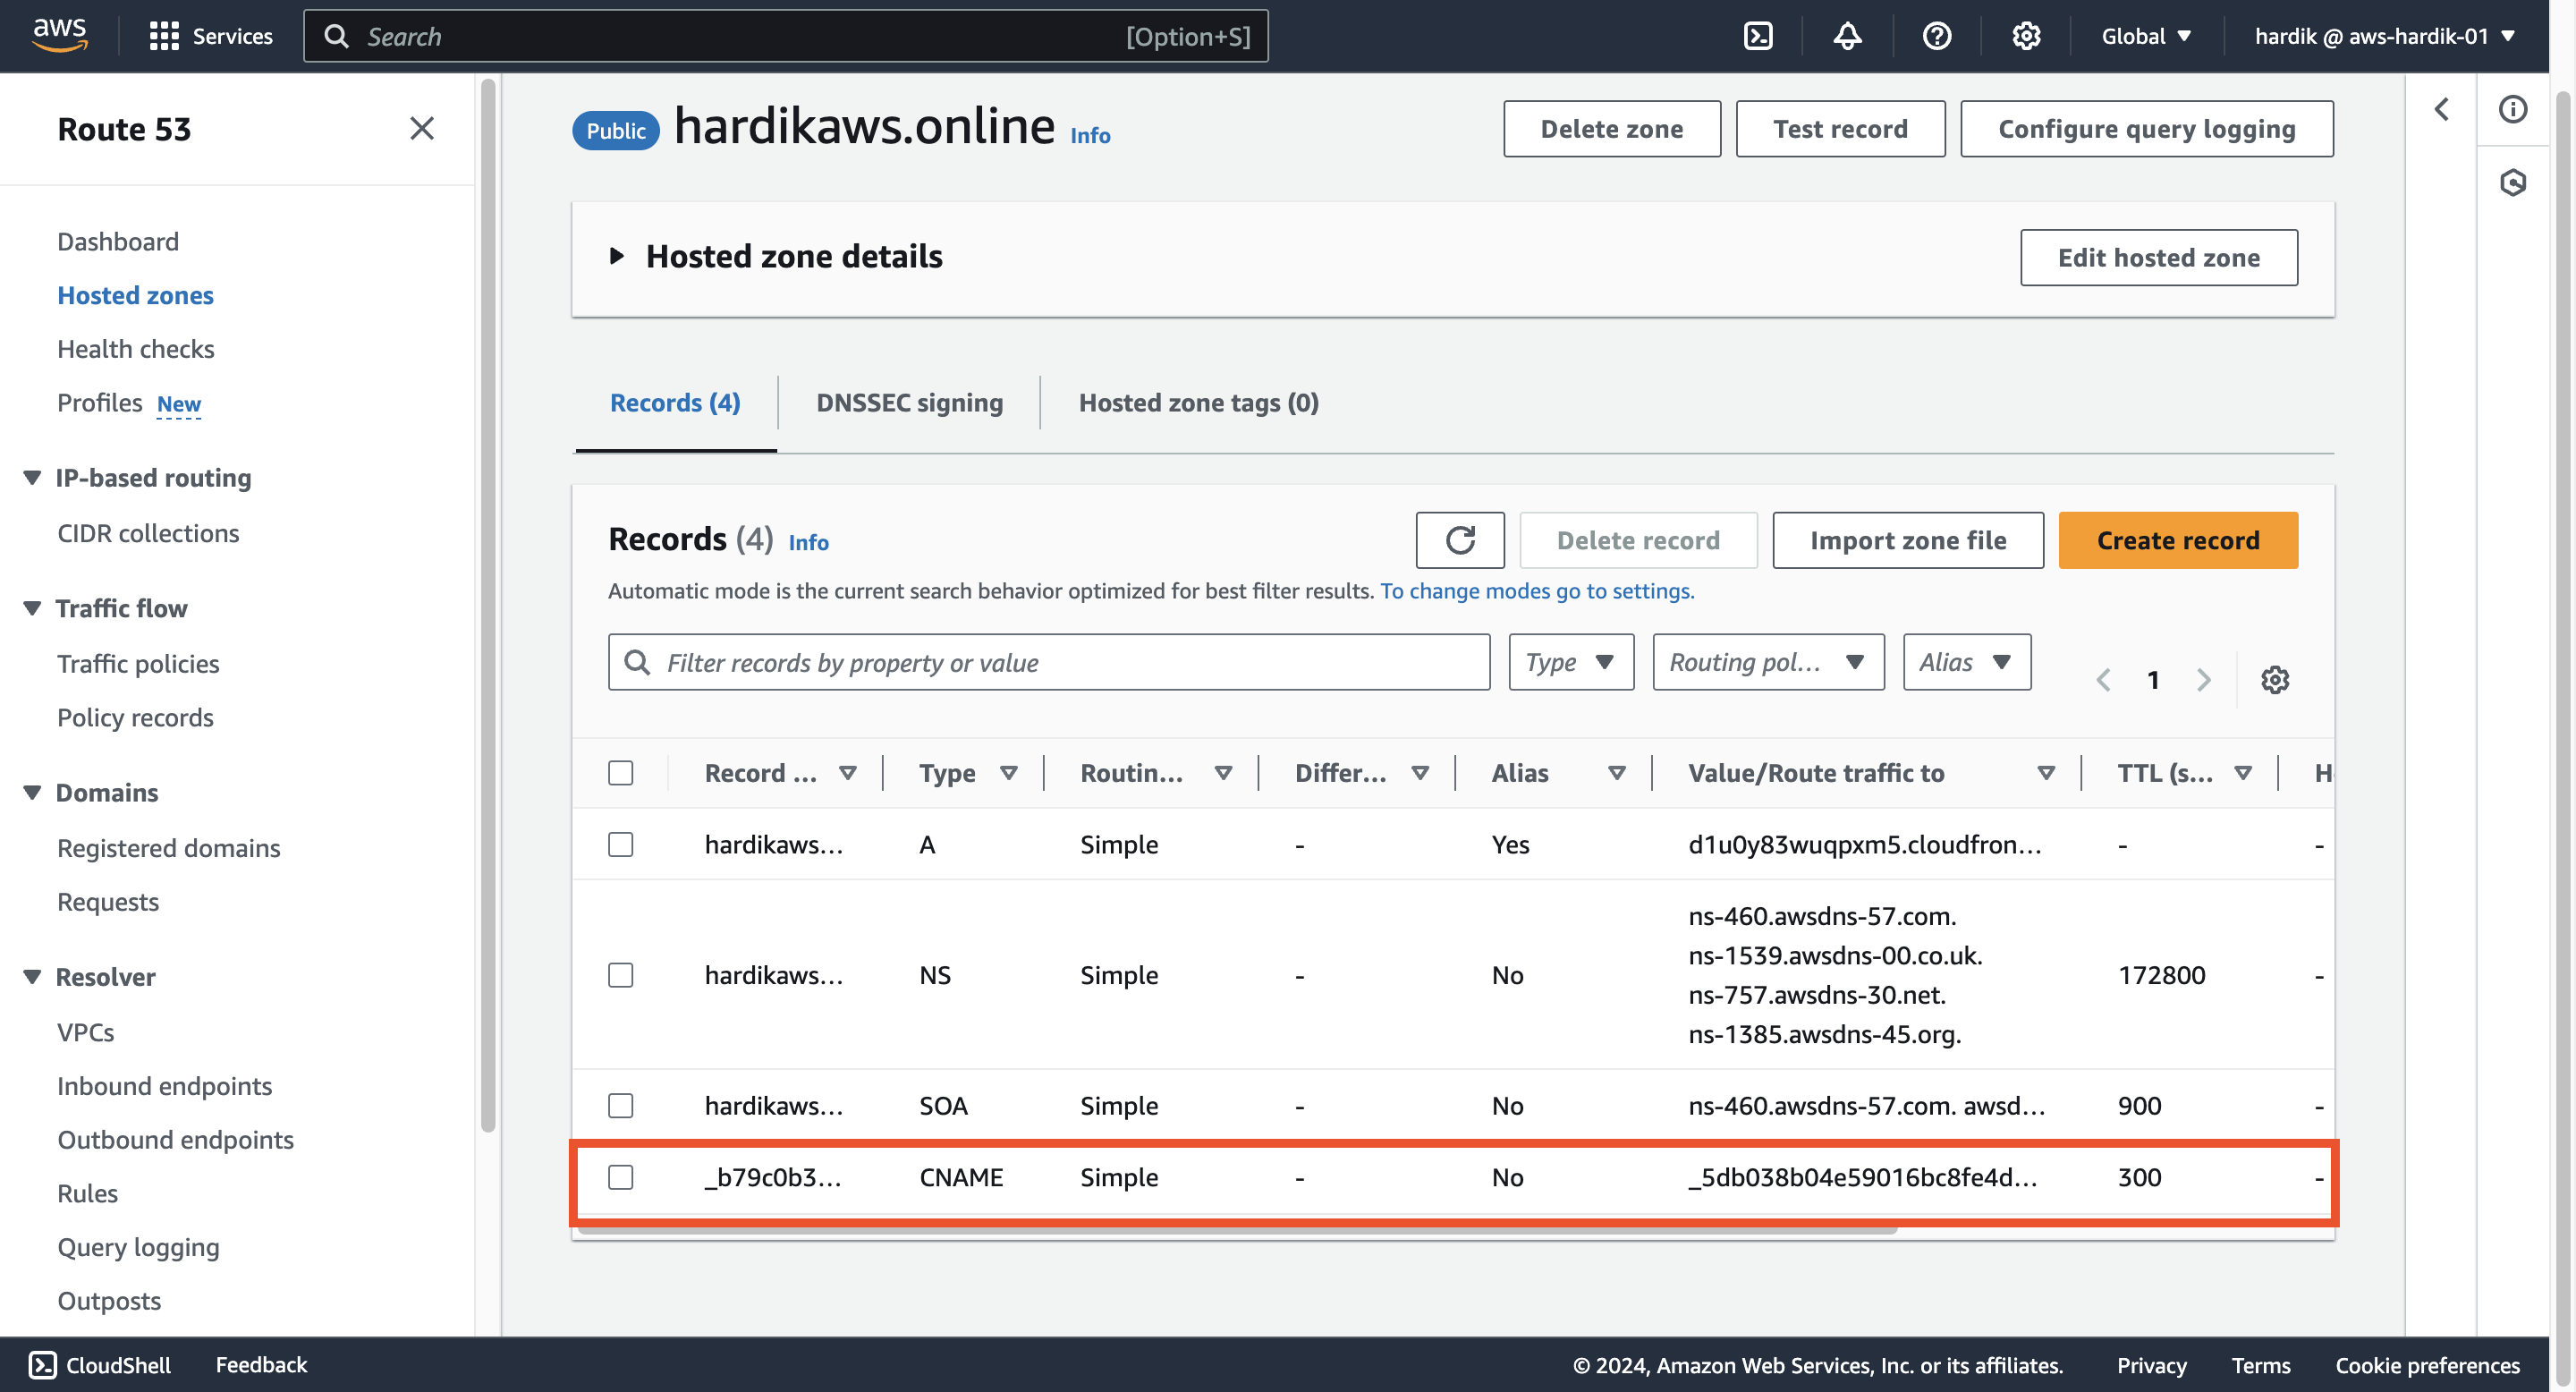 aws
Services
Search
[Option+S]
Global
hardik @ aws-hardik-01
Route 53
Dashboard
Hosted zones
Health checks
Profiles New
IP-based routing
CIDR collections
Traffic flow
Traffic policies
Policy records
Domains
Registered domains
Requests
Resolver
VPCs
Inbound endpoints
Outbound endpoints
Rules
Query logging
Outposts
Public hardikaws.online Info
Delete zone
Test record
Configure query logging
Hosted zone details
Edit hosted zone
Records (4)
DNSSEC signing
Hosted zone tags (0)
Records (4) Info
Delete record
Import zone file
Create record
Automatic mode is the current search behavior optimized for best filter results. To change modes go to settings.
Filter records by property or value
Type
Routing pol...
Alias
1
Record ... Type Routin... Differ... Alias Value/Route traffic to TTL (s... H
hardikaws... A Simple - Yes d1u0y83wuqpxm5.cloudfron... - -
hardikaws... NS Simple - No ns-460.awsdns-57.com.
ns-1539.awsdns-00.co.uk.
ns-757.awsdns-30.net.
ns-1385.awsdns-45.org.
172800 -
hardikaws... SOA Simple - No ns-460.awsdns-57.com. awsd... 900 -
_b79c0b3... CNAME Simple - No _5db038b04e59016bc8fe4d... 300 -
CloudShell
Feedback
© 2024, Amazon Web Services, Inc. or its affiliates.
Privacy
Terms
Cookie preferences